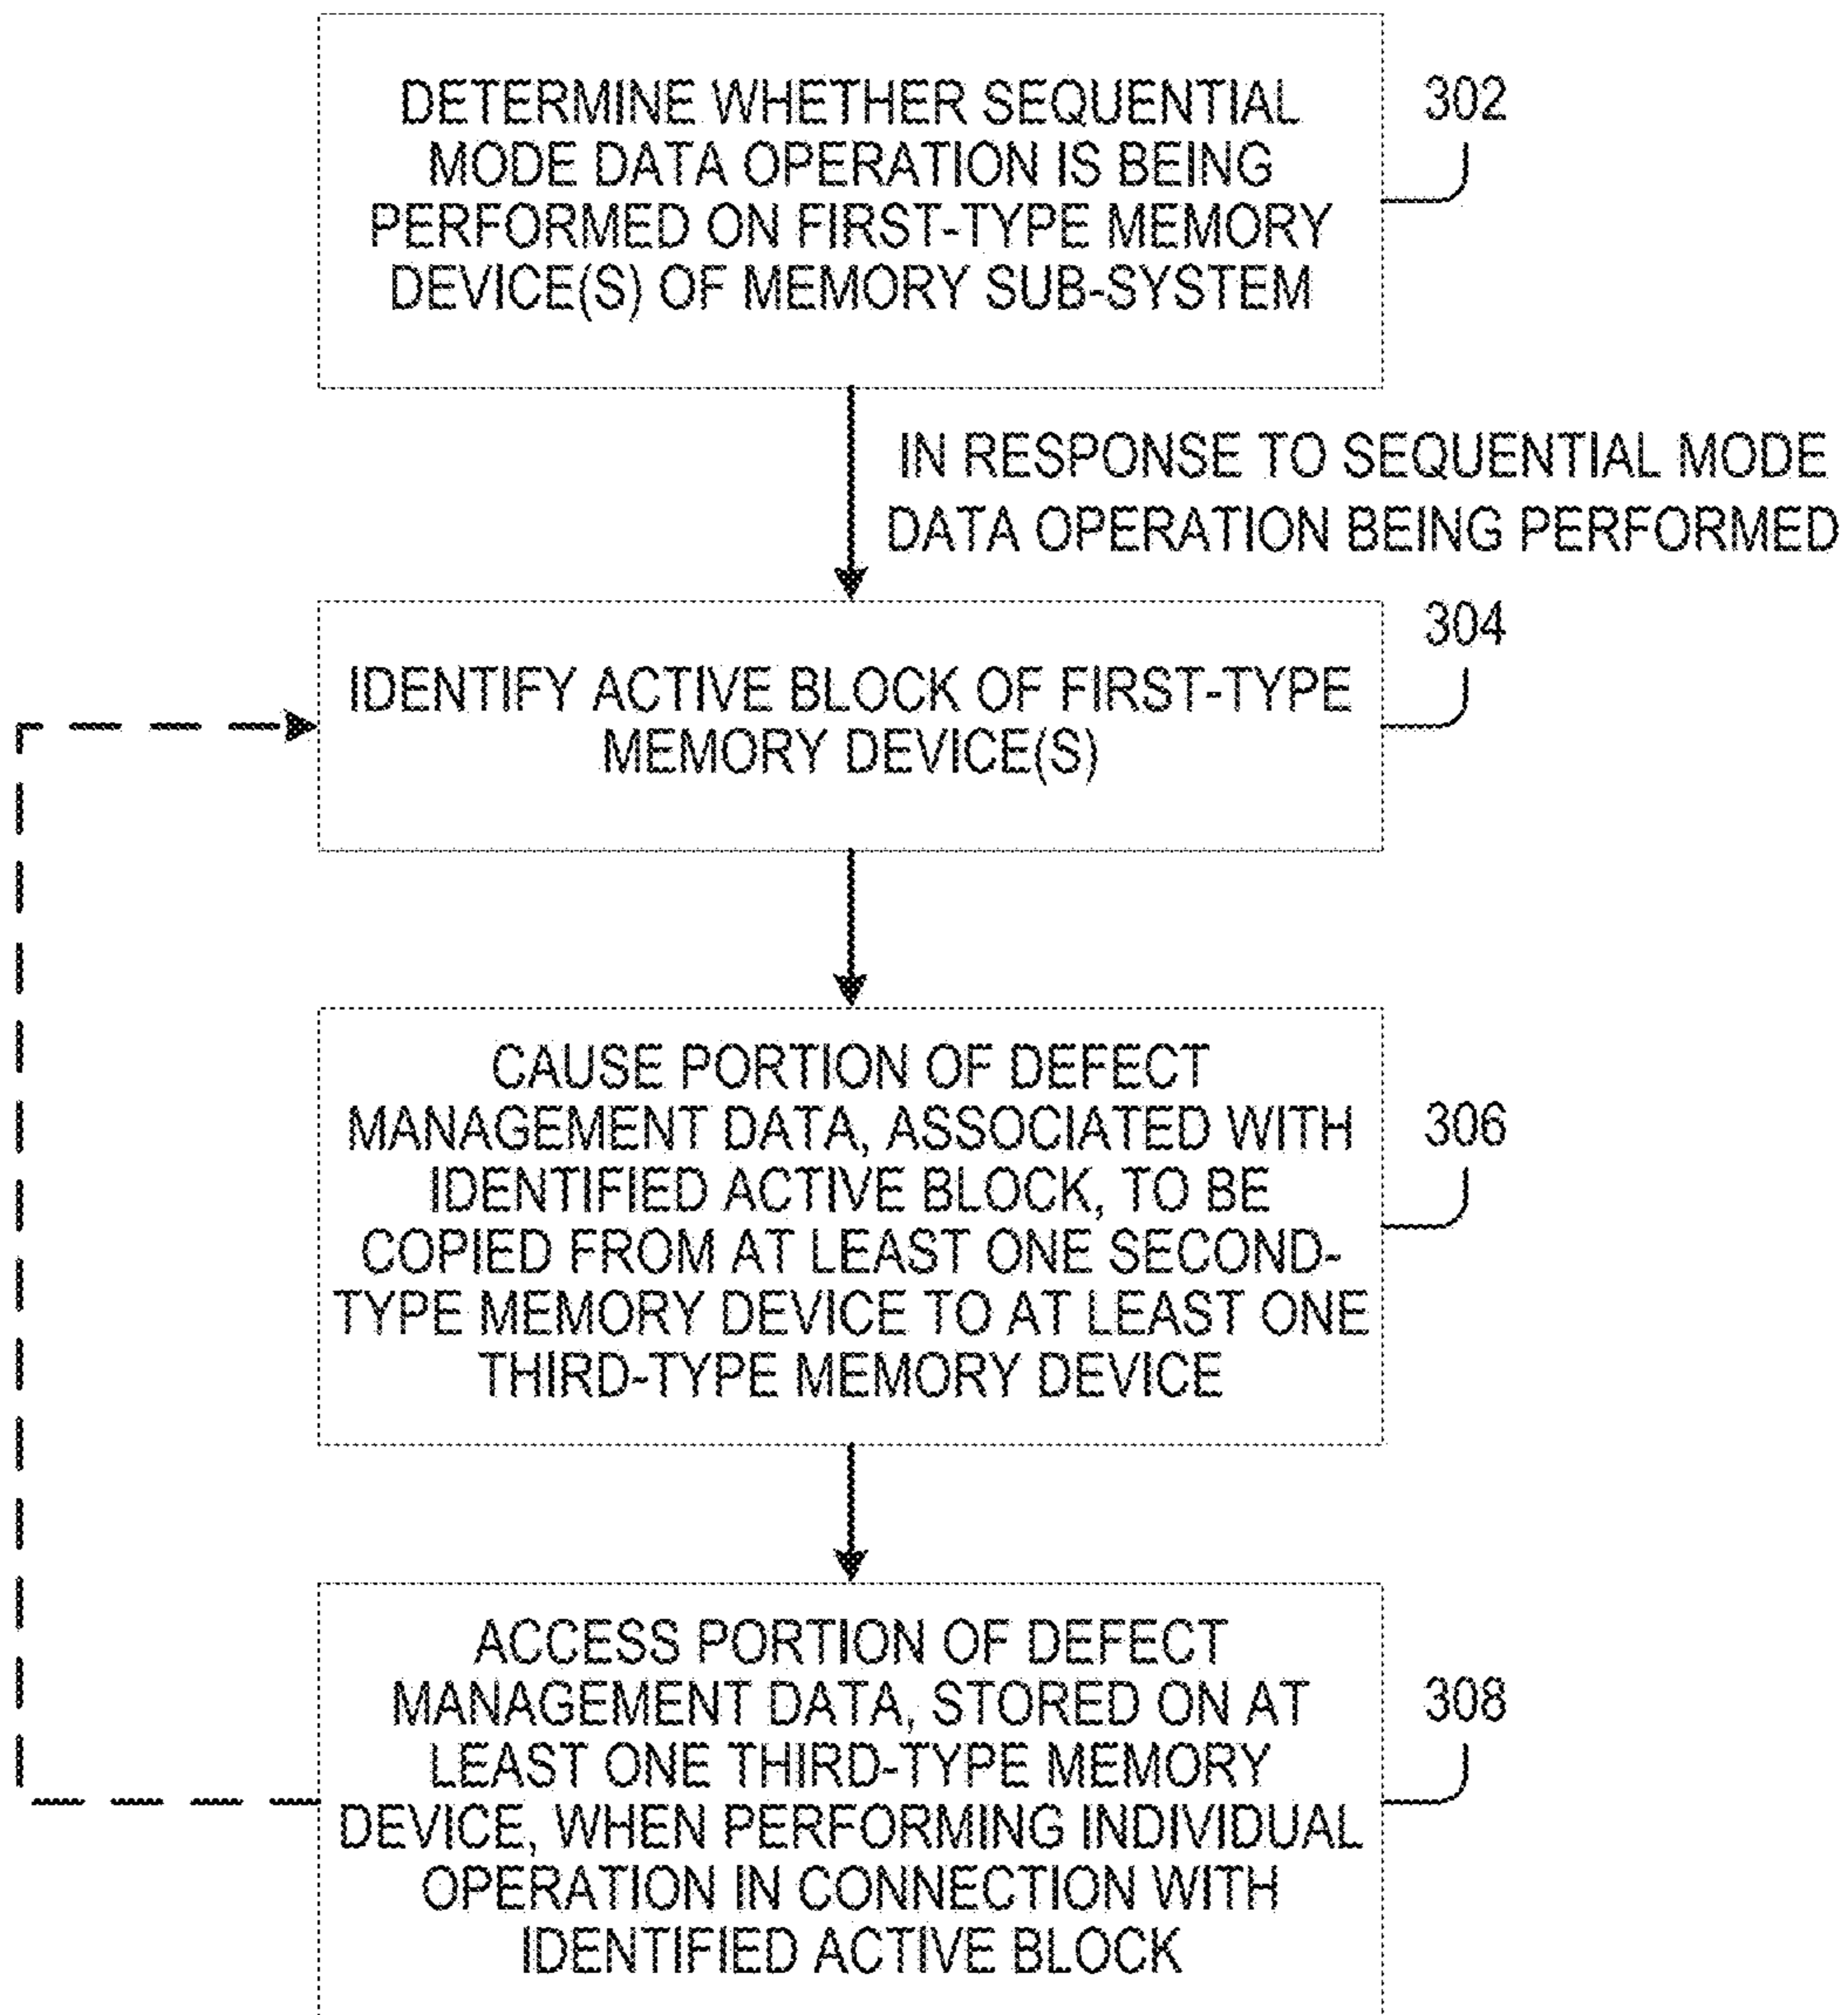 DETERMINE WHETHER SEQUENTIAL
MODE DATA OPERATION IS BEING
PERFORMED ON FIRST-TYPE MEMORY
DEVICE(S) OF MEMORY SUB-SYSTEM
302
IN RESPONSE TO SEQUENTIAL MODE
DATA OPERATION BEING PERFORMED
304
IDENTIFY ACTIVE BLOCK OF FIRST-TYPE
MEMORY DEVICE(S)
CAUSE PORTION OF DEFECT
MANAGEMENT DATA, ASSOCIATED WITH
IDENTIFIED ACTIVE BLOCK, TO BE
COPIED FROM AT LEAST ONE SECOND-
TYPE MEMORY DEVICE TO AT LEAST ONE
THIRD-TYPE MEMORY DEVICE
306
ACCESS PORTION OF DEFECT
MANAGEMENT DATA, STORED ON AT
LEAST ONE THIRD-TYPE MEMORY
DEVICE, WHEN PERFORMING INDIVIDUAL
OPERATION IN CONNECTION WITH
IDENTIFIED ACTIVE BLOCK
308